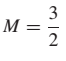 M = 3/2